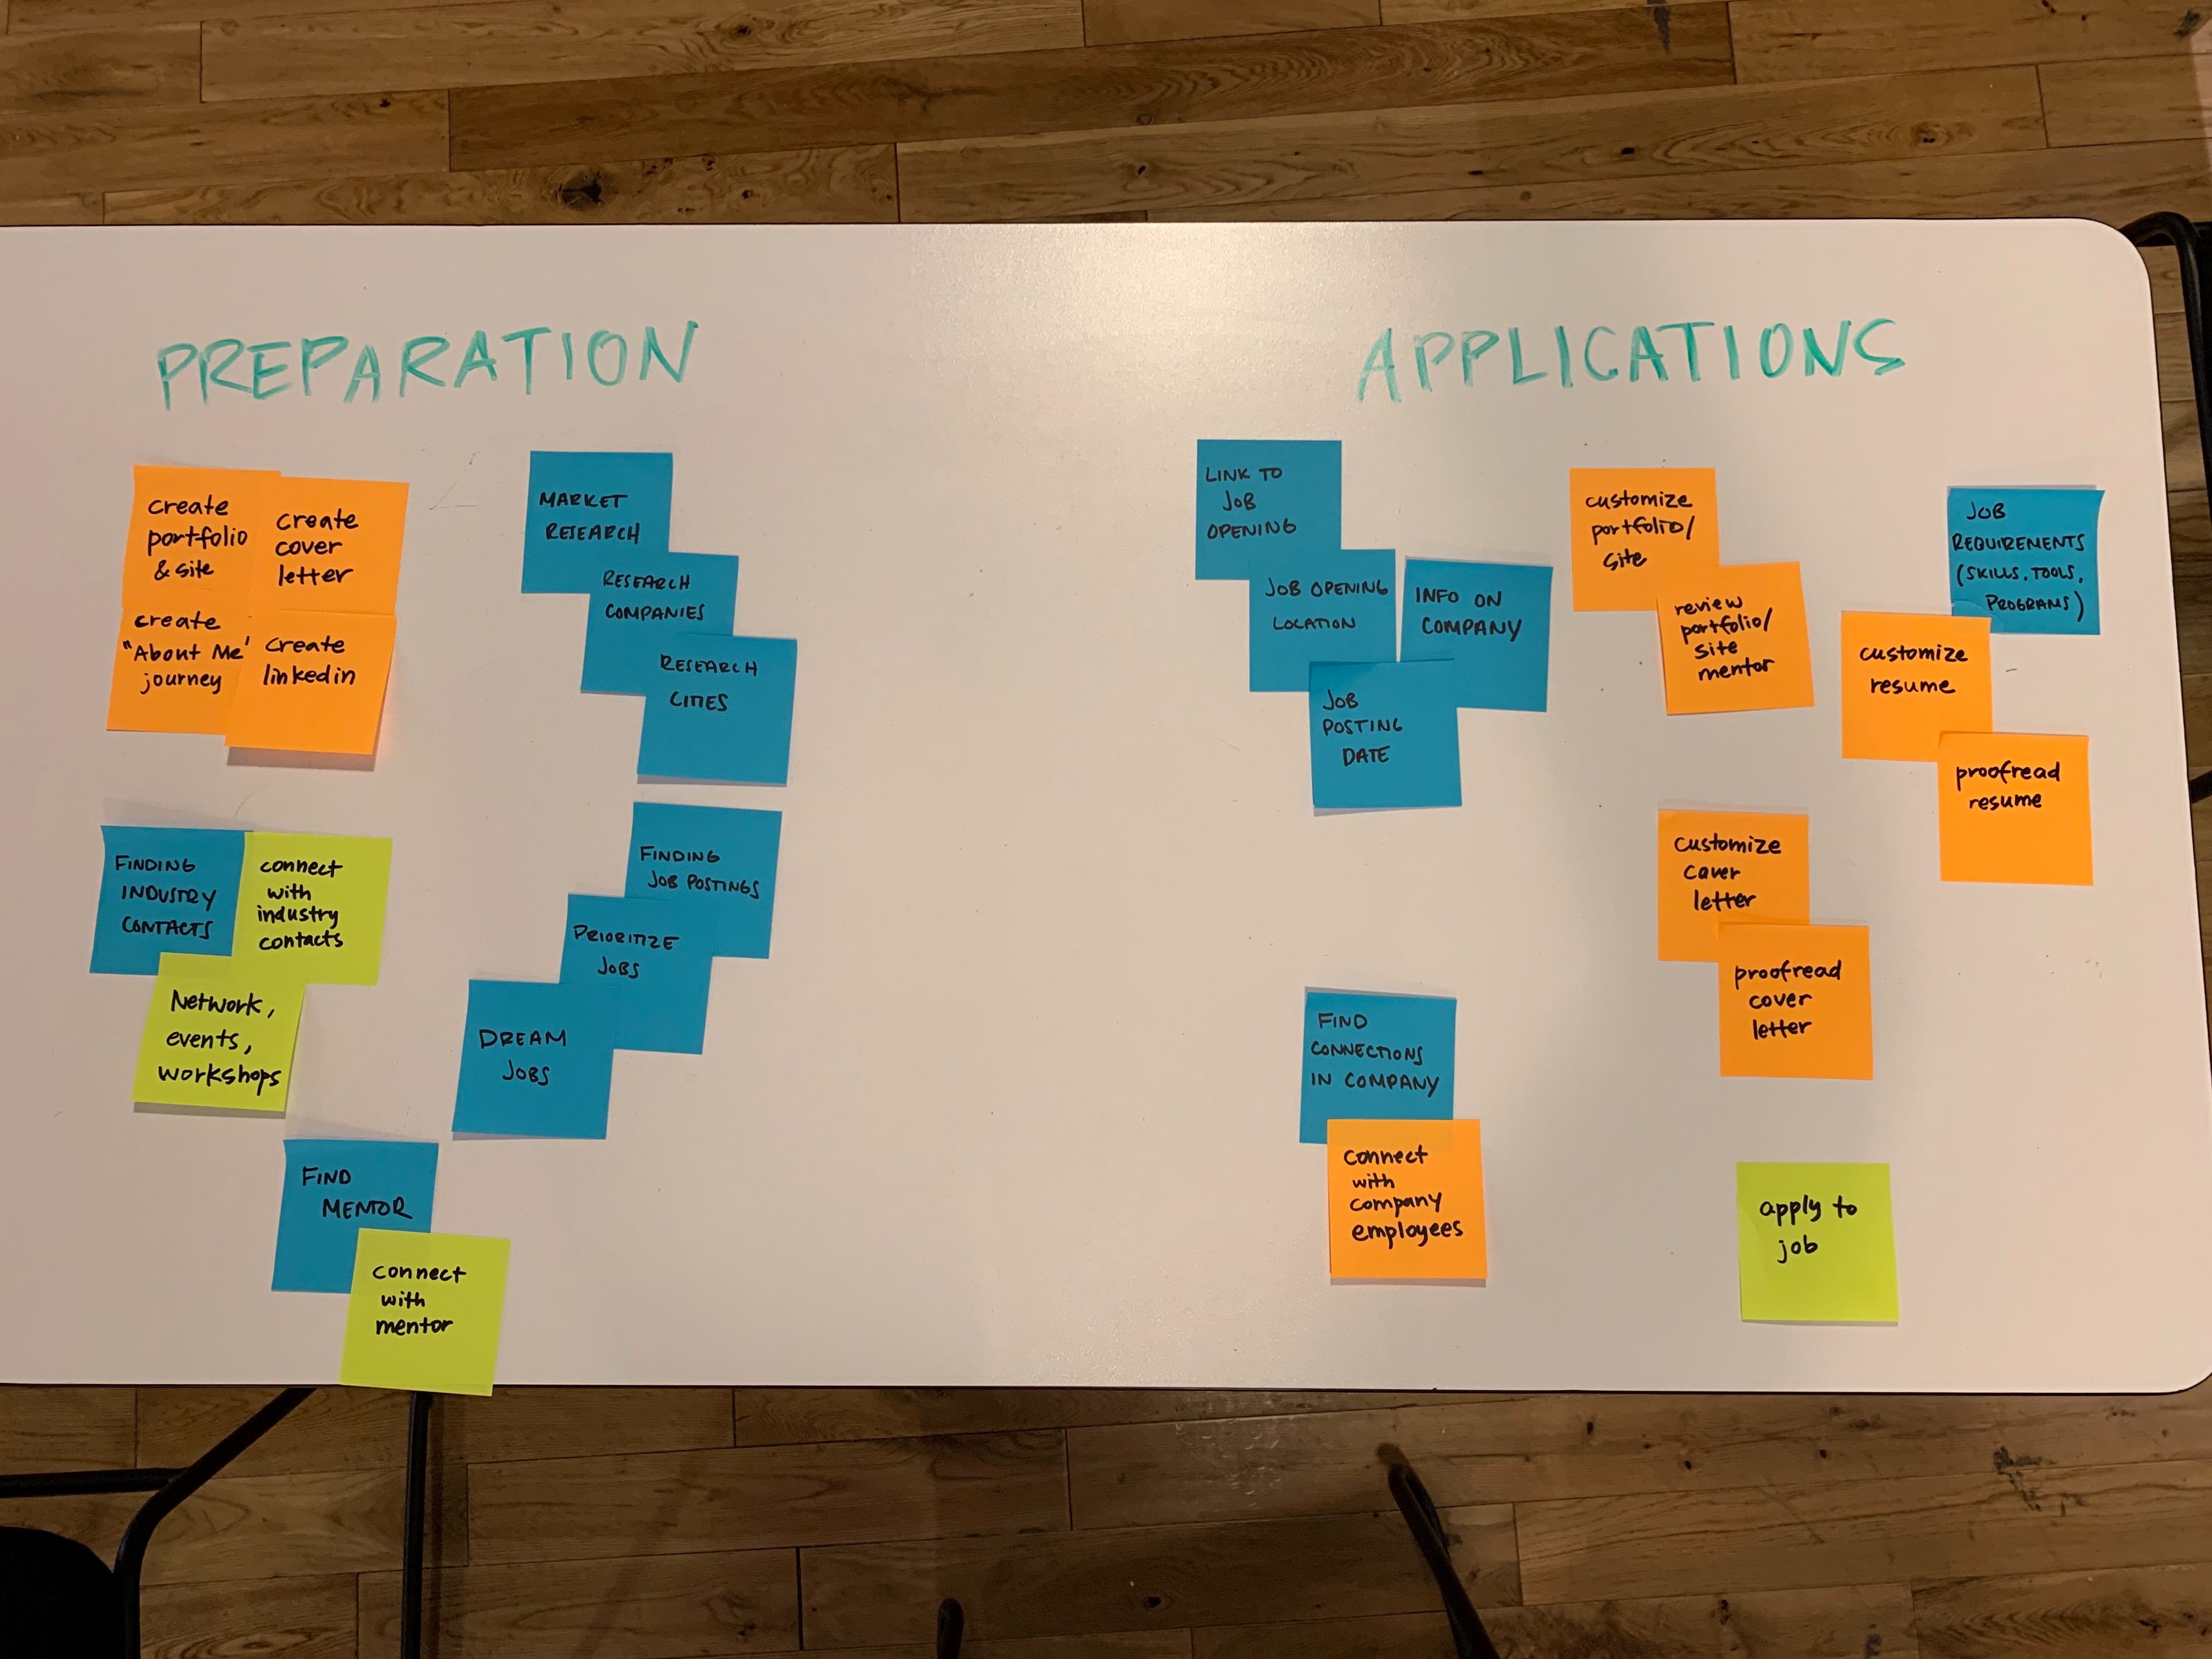 PREPARATION
create
portfolio
& site
create
cover
letter
create
"About Me"
journey
create
linkedin
MARKET
RESEARCH
RESEARCH
COMPANIES
RESEARCH
CITIES
FINDING
INDUSTRY
CONTACTS
connect
with
industry
contacts
Network,
events,
workshops
FINDING
JOB POSTINGS
PRIORITIZE
JOBS
DREAM
JOBS
FIND
MENTOR
connect
with
mentor
APPLICATIONS
LINK TO
JOB
OPENING
JOB OPENING
LOCATION
INFO ON
COMPANY
JOB
POSTING
DATE
customize
portfolio/
site
review
portfolio/
site
mentor
JOB
REQUIREMENTS
(SKILLS, TOOLS,
PROGRAMS)
customize
resume
proofread
resume
customize
cover
letter
proofread
cover
letter
FIND
CONNECTIONS
IN COMPANY
connect
with
company
employees
apply to
job